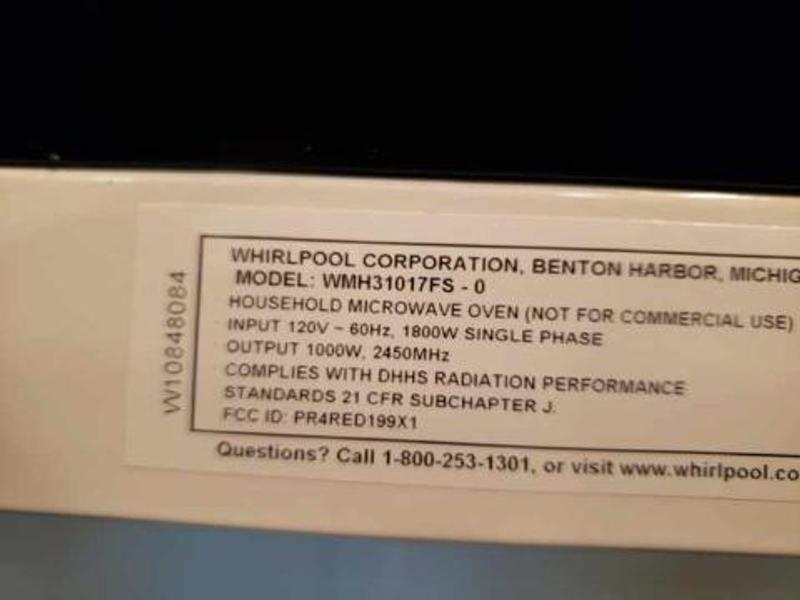 WHIRLPOOL CORPORATION, BENTON HARBOR, MICHIG
MODEL: WMH31017FS - 0
HOUSEHOLD MICROWAVE OVEN (NOT FOR COMMERCIAL USE)
INPUT 120V ~ 60Hz, 1800W SINGLE PHASE
OUTPUT 1000W, 2450MHz
COMPLIES WITH DHHS RADIATION PERFORMANCE
STANDARDS 21 CFR SUBCHAPTER J.
FCC ID: PR4RED199X1
Questions? Call 1-800-253-1301, or visit www.whirlpool.co
W10848084